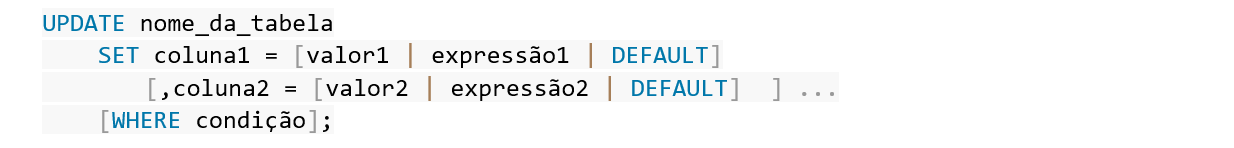 UPDATE nome_da_tabela
SET coluna1 = [valor1 | expressão1 | DEFAULT]
[,coluna2 = [valor2 | expressão2 | DEFAULT]  ] ...
[WHERE condição];